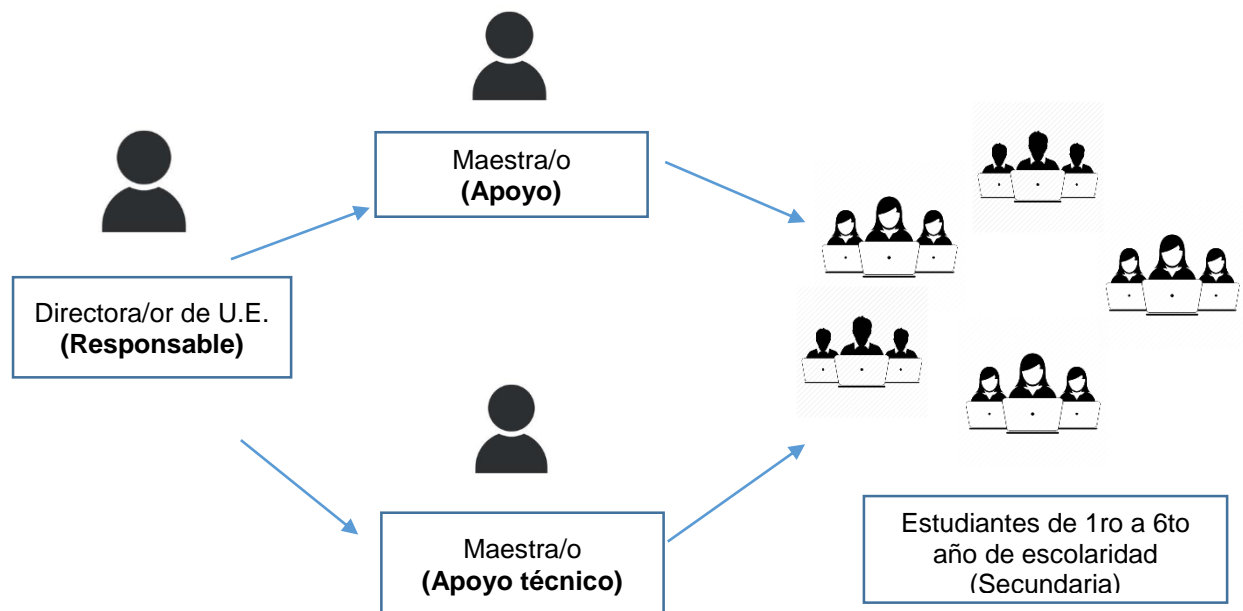 Maestra/o
(Apoyo)
Directora/or de U.E.
(Responsable)
Maestra/o
(Apoyo técnico)
Estudiantes de 1ro a 6to
año de escolaridad
(Secundaria)